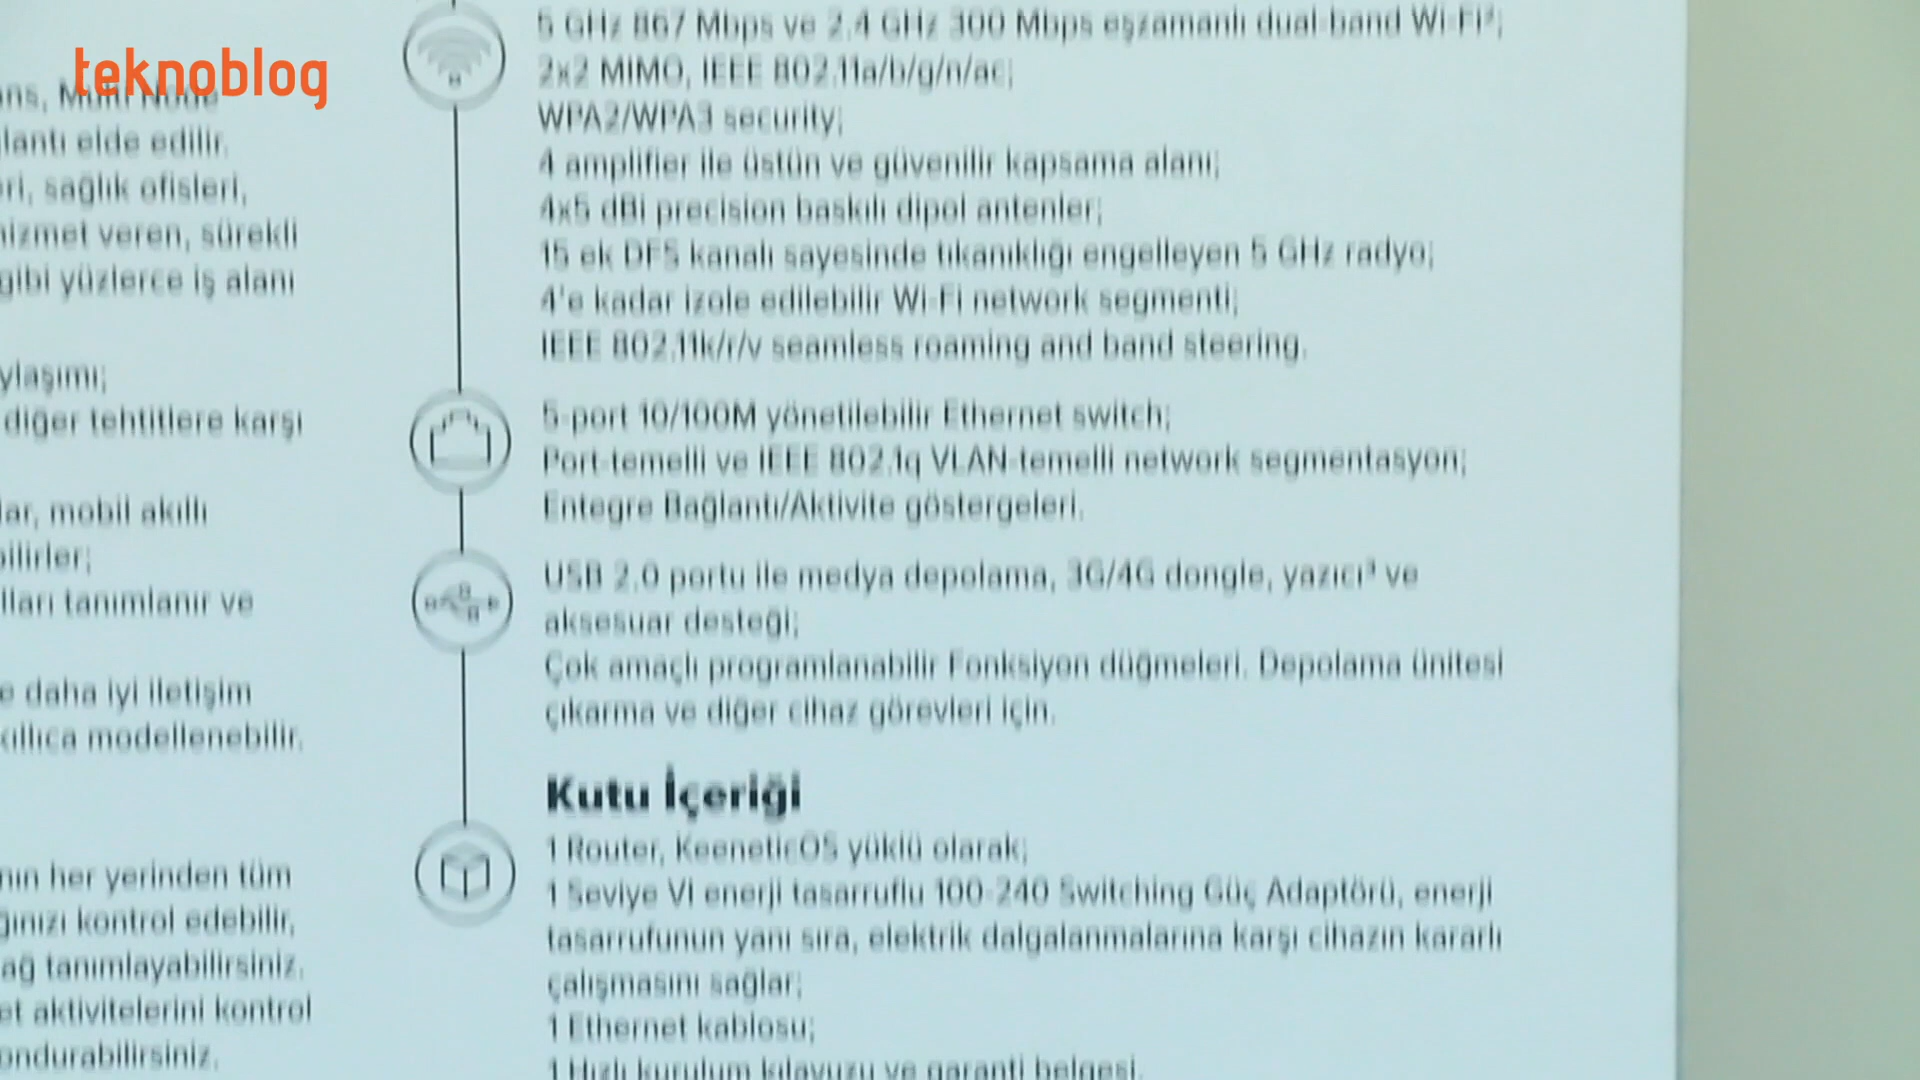 teknoblog
ns, Multi Node
lantı elde edilir.
ri, sağlık ofisleri,
hizmet veren, sürekli
gibi yüzlerce iş alanı
ylaşımı;
diğer tehtitlere karşı
lar, mobil akıllı
bilirler;
lları tanımlanır ve
e daha iyi iletişim
kıllıca modellenebilir.
nın her yerinden tüm
ğınızı kontrol edebilir,
ağ tanımlayabilirsiniz.
et aktivitelerini kontrol
ondurabilirsiniz.
5 GHz 867 Mbps ve 2.4 GHz 300 Mbps eşzamanlı dual-band Wi-Fi²;
2x2 MIMO, IEEE 802.11a/b/g/n/ac;
WPA2/WPA3 security;
4 amplifier ile üstün ve güvenilir kapsama alanı;
4x5 dBi precision baskılı dipol antenler;
15 ek DFS kanalı sayesinde tıkanıklığı engelleyen 5 GHz radyo;
4'e kadar izole edilebilir Wi-Fi network segmenti;
IEEE 802.11k/r/v seamless roaming and band steering.
5-port 10/100M yönetilebilir Ethernet switch;
Port-temelli ve IEEE 802.1q VLAN-temelli network segmentasyon;
Entegre Bağlantı/Aktivite göstergeleri.
USB 2.0 portu ile medya depolama, 3G/4G dongle, yazıcı³ ve
aksesuar desteği;
Çok amaçlı programlanabilir Fonksiyon düğmeleri. Depolama ünitesi
çıkarma ve diğer cihaz görevleri için.
Kutu İçeriği
1 Router, KeeneticOS yüklü olarak;
1 Seviye VI enerji tasarruflu 100-240 Switching Güç Adaptörü, enerji
tasarrufunun yanı sıra, elektrik dalgalanmalarına karşı cihazın kararlı
çalışmasını sağlar;
1 Ethernet kablosu;
1 Hızlı kurulum kılavuzu ve garanti belgesi.